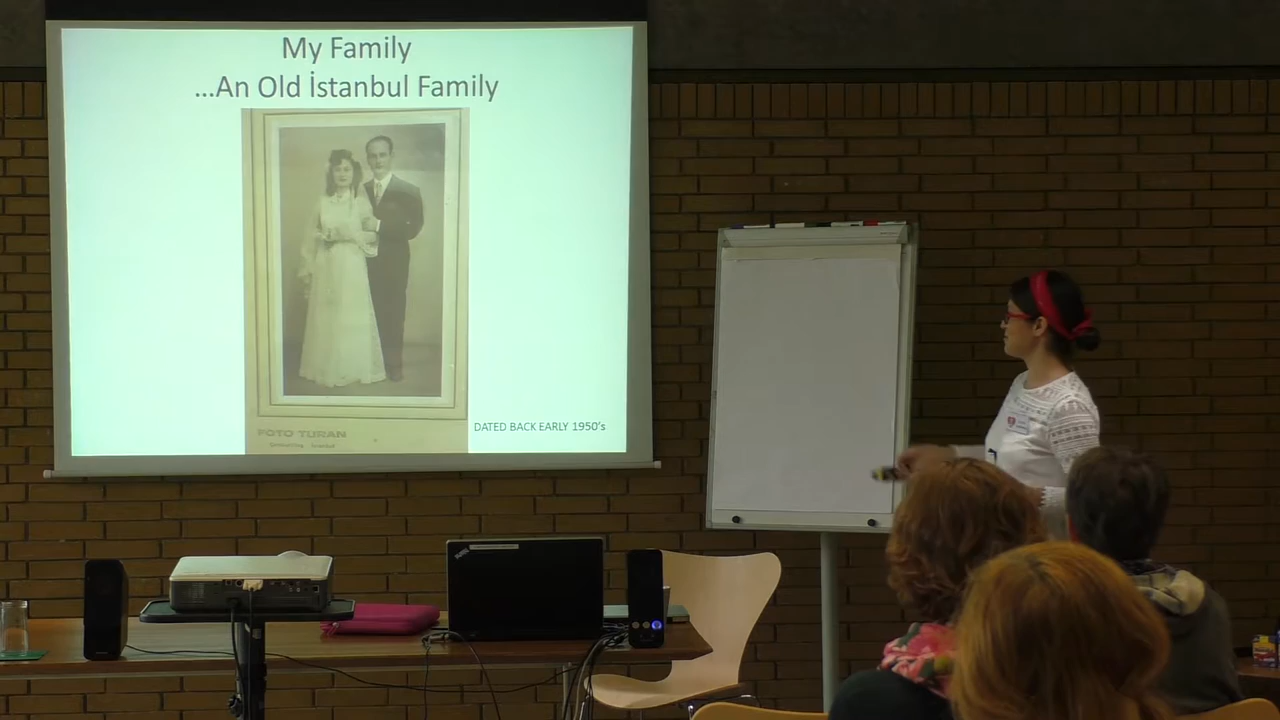 My Family
...An Old İstanbul Family
FOTO TURAN
DATED BACK EARLY 1950's